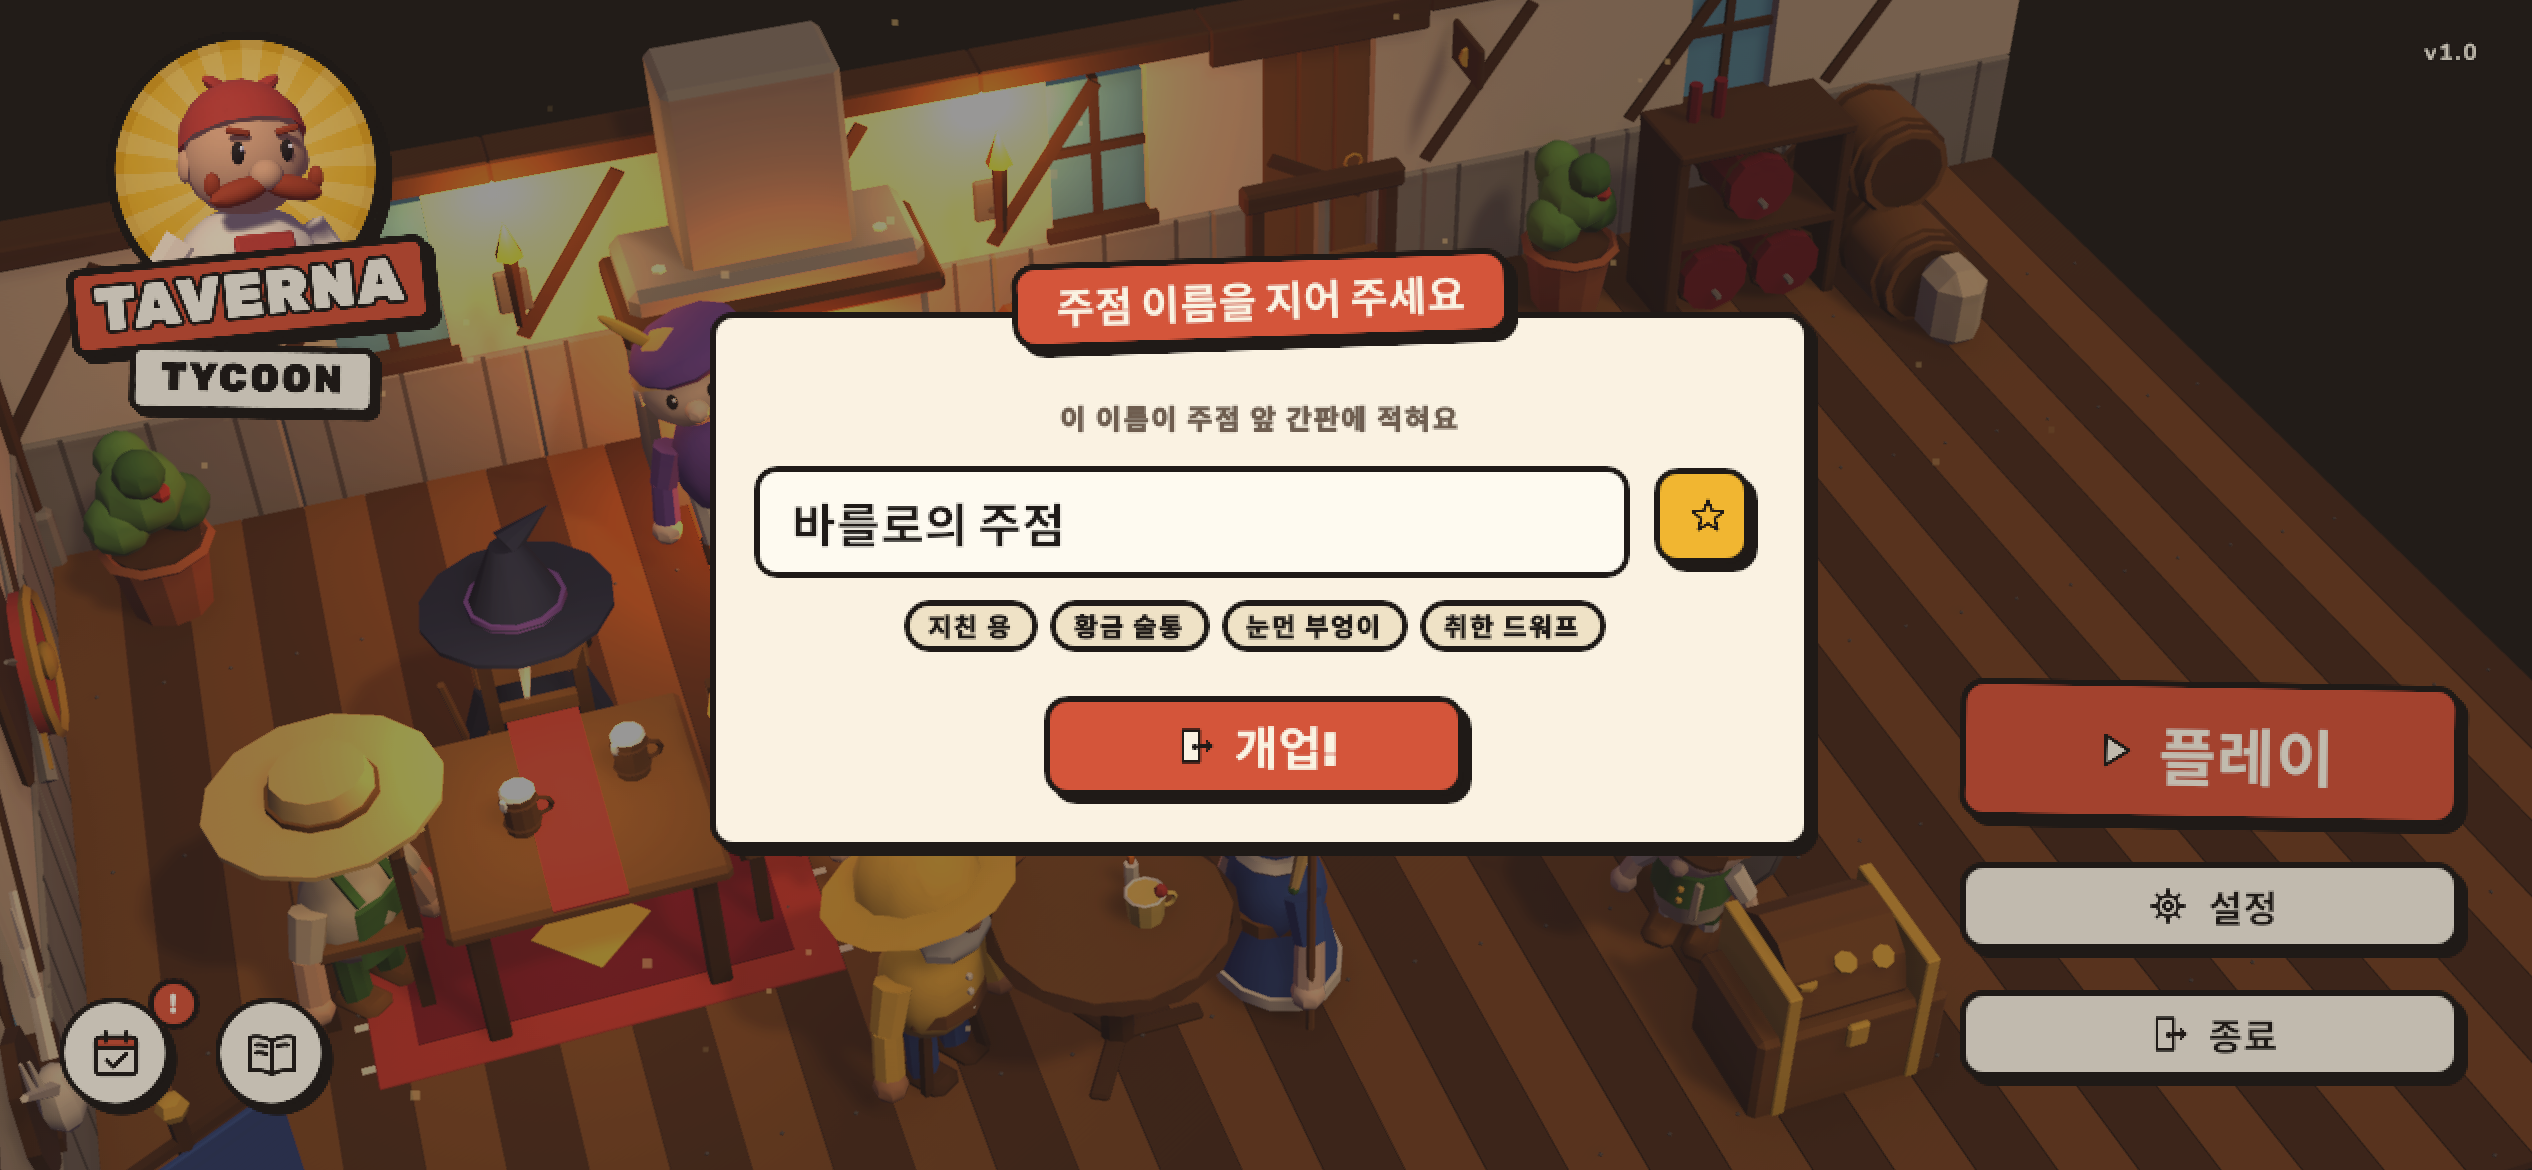 v1.0
TAVERNA
TYCOON
주점 이름을 지어 주세요
이 이름이 주점 앞 간판에 적혀요
바를로의 주점
지친 용
황금 술통
눈먼 부엉이
취한 드워프
개업!
플레이
설정
종료
!